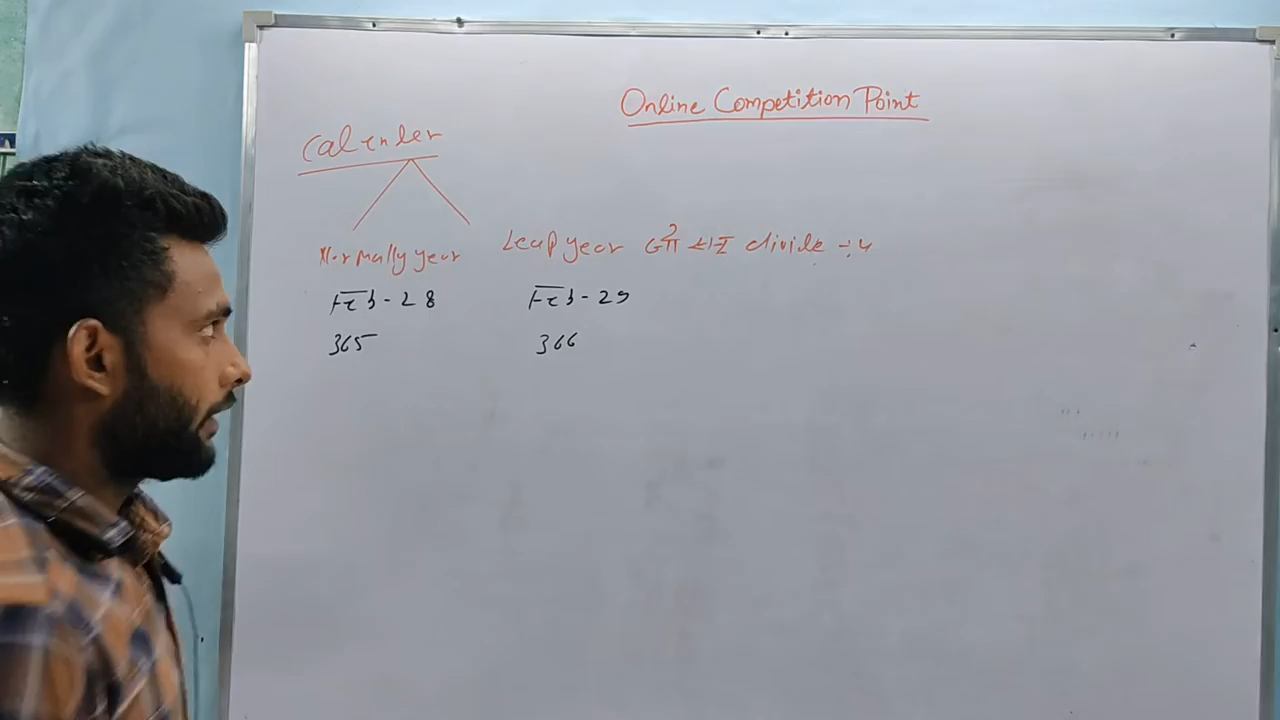 Online Competition Point
Calender
Normally year
Leap year divide ÷ 4
Feb - 28
Feb - 29
365
366